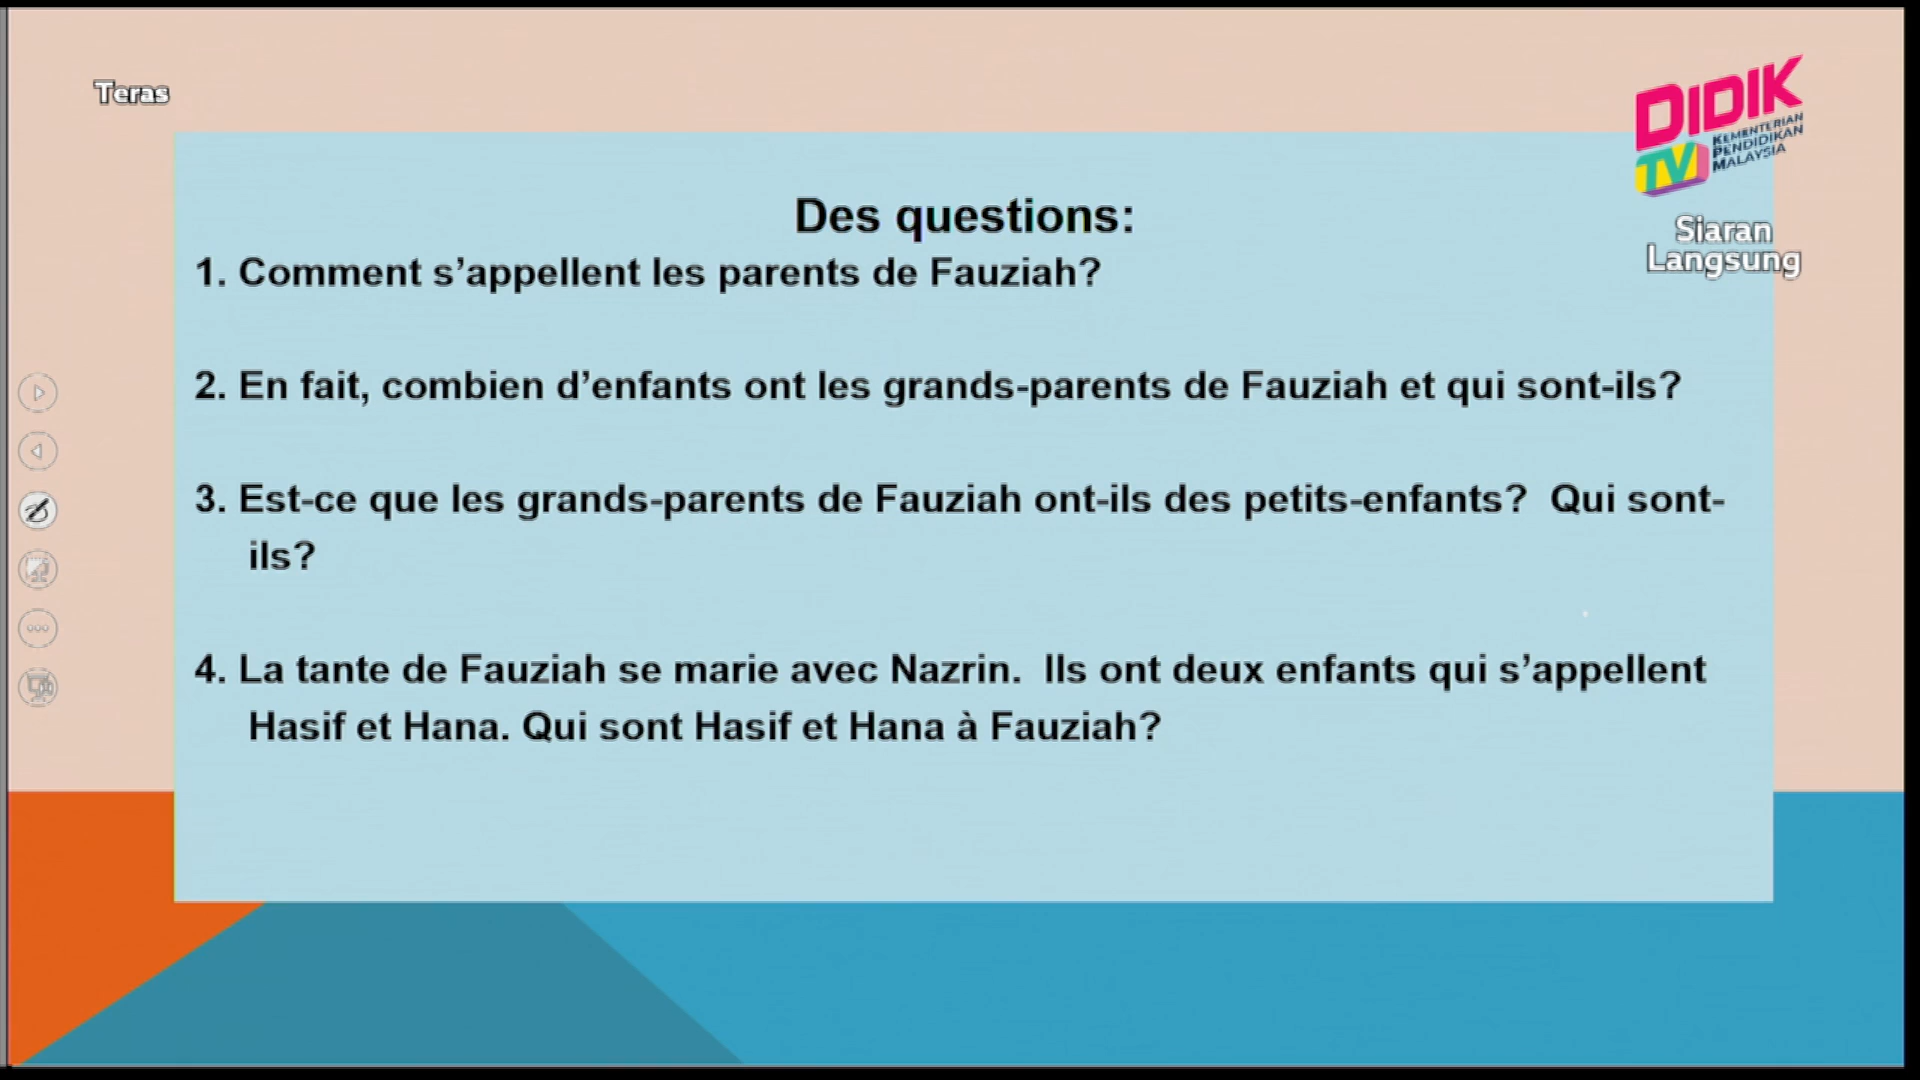 Teras
DIDIK
TV
KEMENTERIAN
PENDIDIKAN
MALAYSIA
Siaran
Langsung
Des questions:
1. Comment s’appellent les parents de Fauziah?
2. En fait, combien d’enfants ont les grands-parents de Fauziah et qui sont-ils?
3. Est-ce que les grands-parents de Fauziah ont-ils des petits-enfants?  Qui sont-
ils?
4. La tante de Fauziah se marie avec Nazrin.  Ils ont deux enfants qui s’appellent
Hasif et Hana. Qui sont Hasif et Hana à Fauziah?